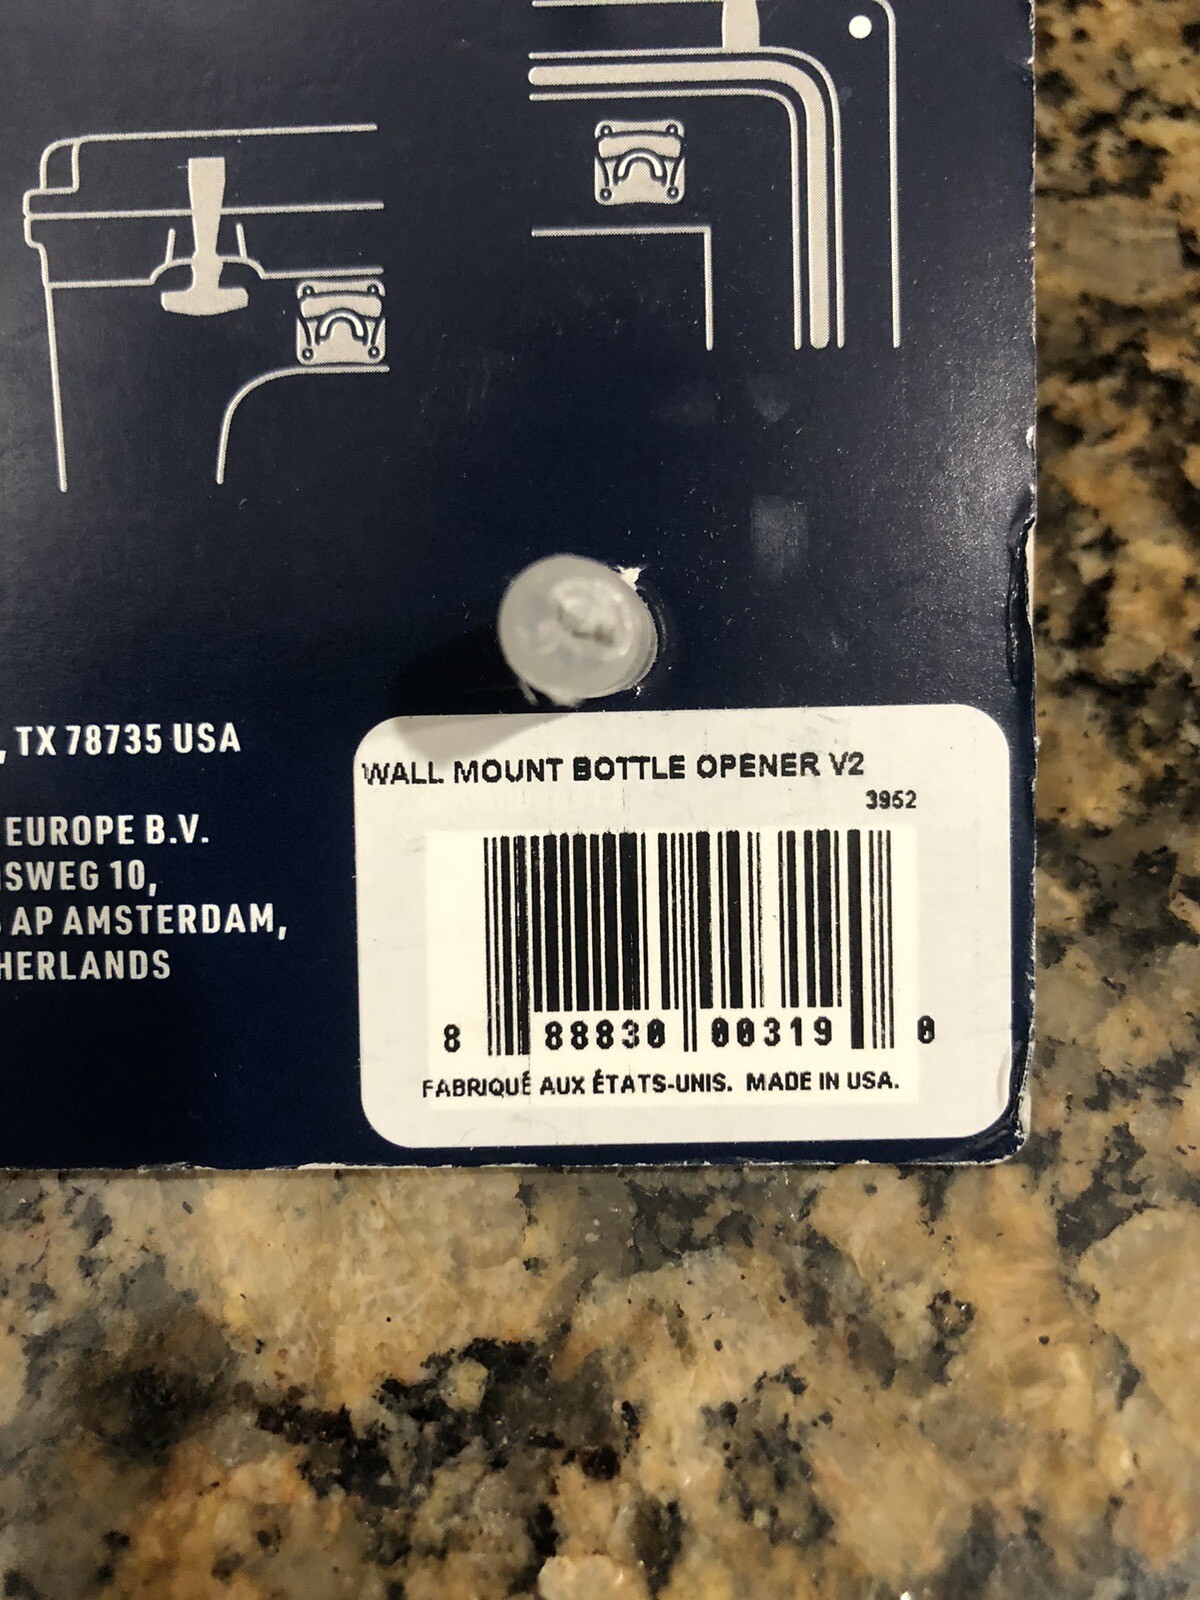 , TX 78735 USA
EUROPE B.V.
SWEG 10,
AP AMSTERDAM,
HERLANDS
WALL MOUNT BOTTLE OPENER V2
3952
8 88830 00319 0
FABRIQUÉ AUX ÉTATS-UNIS. MADE IN USA.